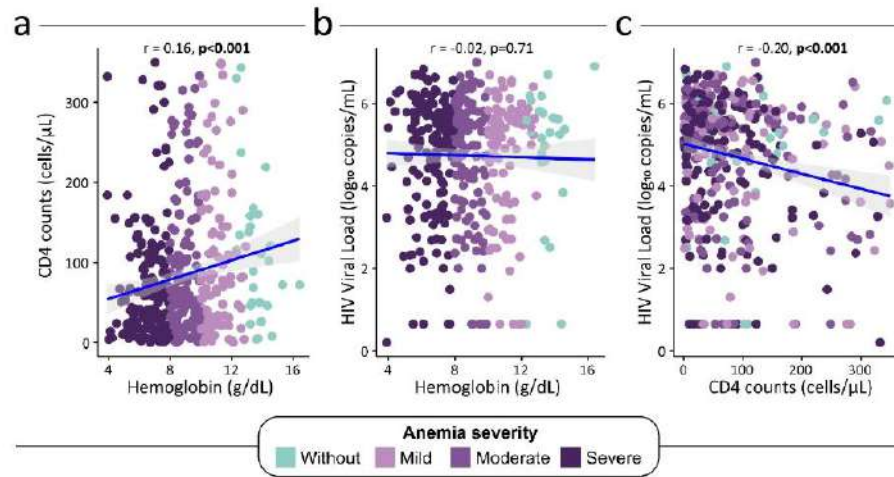 a
r = 0.16, p<0.001
CD4 counts (cells/µL)
300
200
100
0
4 8 12 16
Hemoglobin (g/dL)
b
r = -0.02, p=0.71
HIV Viral Load (log₁₀ copies/mL)
6
4
2
0
4 8 12 16
Hemoglobin (g/dL)
c
r = -0.20, p<0.001
HIV Viral Load (log₁₀ copies/mL)
6
4
2
0
0 100 200 300
CD4 counts (cells/µL)
Anemia severity
Without Mild Moderate Severe